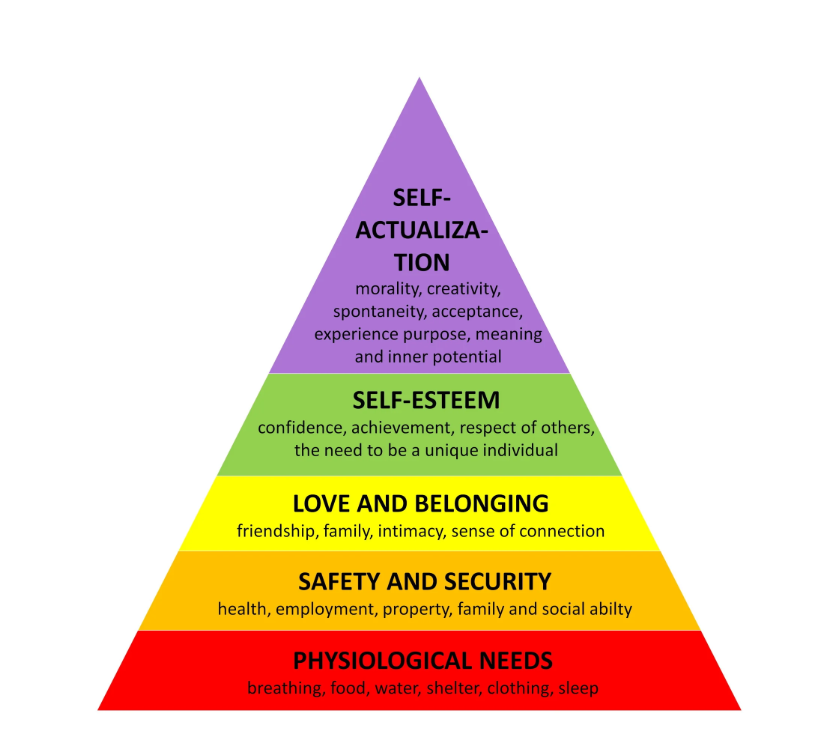 SELF-
ACTUALIZA-
TION
morality, creativity,
spontaneity, acceptance,
experience purpose, meaning
and inner potential
SELF-ESTEEM
confidence, achievement, respect of others,
the need to be a unique individual
LOVE AND BELONGING
friendship, family, intimacy, sense of connection
SAFETY AND SECURITY
health, employment, property, family and social abilty
PHYSIOLOGICAL NEEDS
breathing, food, water, shelter, clothing, sleep